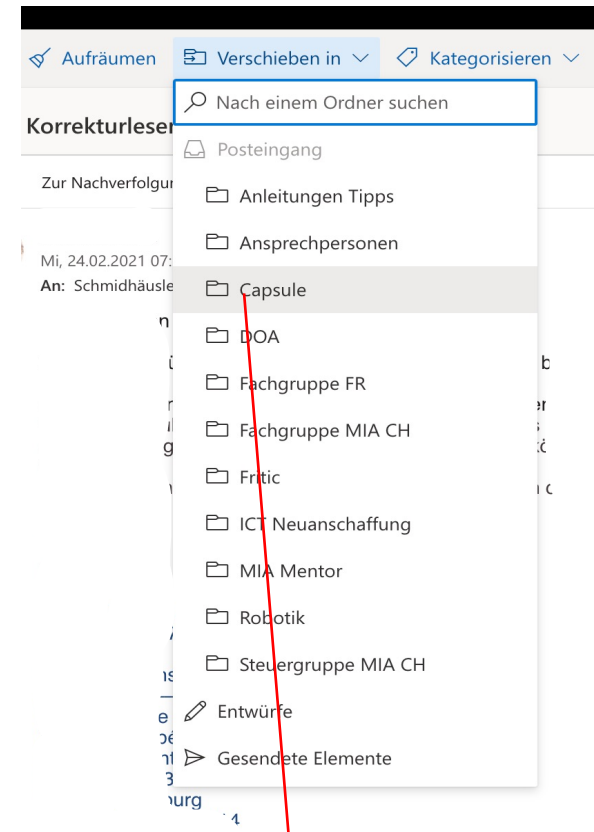 Aufräumen Verschieben in Kategorisieren
Nach einem Ordner suchen
Korrekturlesen
Posteingang
Zur Nachverfolgun
Anleitungen Tipps
Ansprechpersonen
Mi, 24.02.2021 07:
An: Schmidhäusle
Capsule
DOA
Fachgruppe FR
Fachgruppe MIA CH
Fritic
ICT Neuanschaffung
MIA Mentor
Robotik
Steuergruppe MIA CH
Entwürfe
Gesendete Elemente
burg